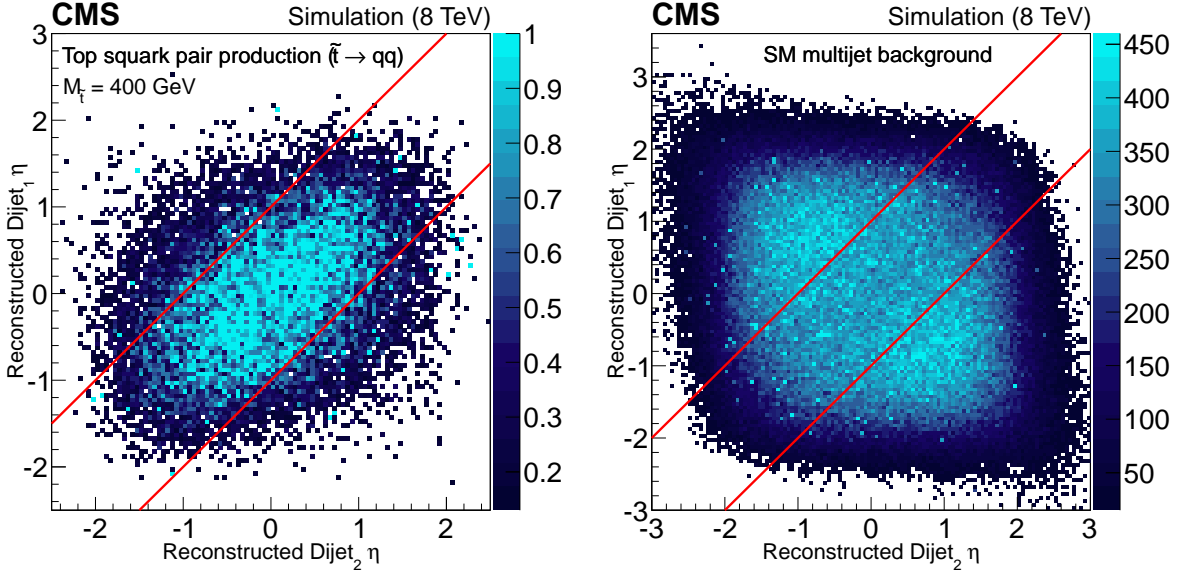 CMS Simulation (8 TeV)
Top squark pair production (t̃ → qq)
M_t̃ = 400 GeV
3
2
1
0
-1
-2
Reconstructed Dijet₁ η
-2 -1 0 1 2
Reconstructed Dijet₂ η
1
0.9
0.8
0.7
0.6
0.5
0.4
0.3
0.2
CMS Simulation (8 TeV)
SM multijet background
3
2
1
0
-1
-2
-3
Reconstructed Dijet₁ η
-3 -2 -1 0 1 2 3
Reconstructed Dijet₂ η
450
400
350
300
250
200
150
100
50